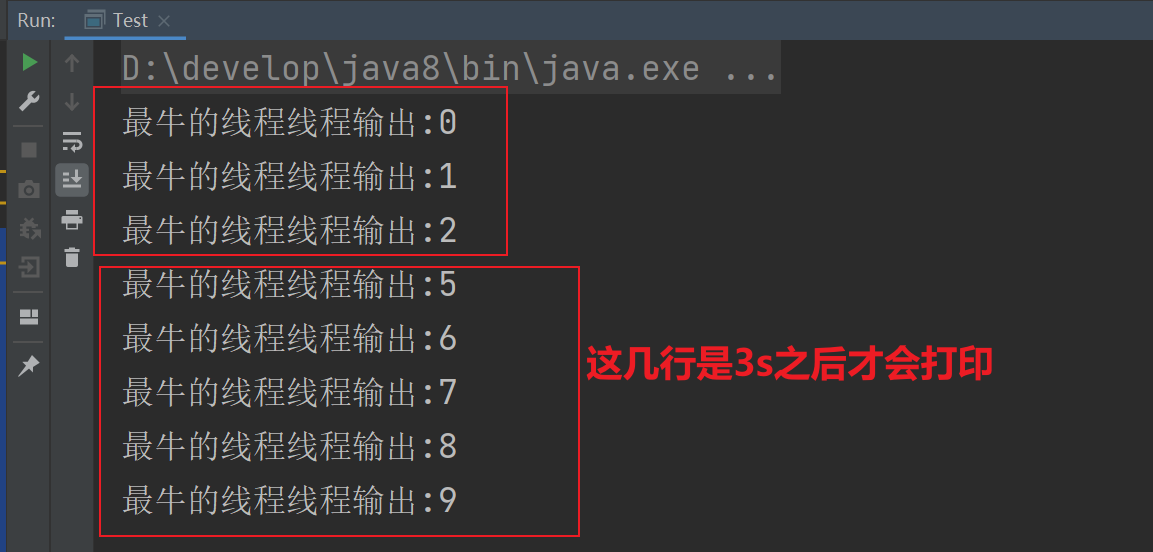 Run:
Test
D:\develop\java8\bin\java.exe ...
最牛的线程线程输出:0
最牛的线程线程输出:1
最牛的线程线程输出:2
最牛的线程线程输出:5
最牛的线程线程输出:6
最牛的线程线程输出:7
这几行是3s之后才会打印
最牛的线程线程输出:8
最牛的线程线程输出:9